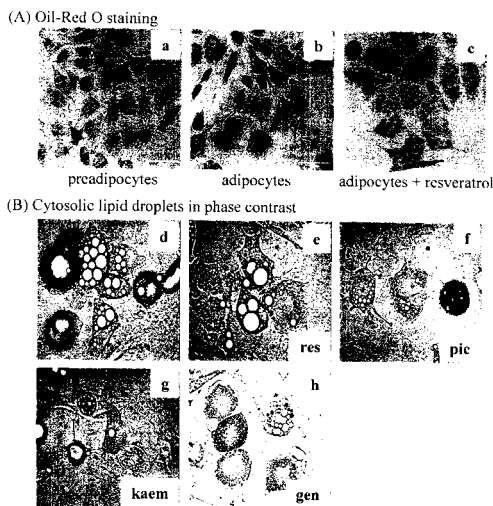 (A) Oil-Red O staining
a b c
preadipocytes adipocytes adipocytes + resveratrol
(B) Cytosolic lipid droplets in phase contrast
d e f
res pic
g h
kaem gen